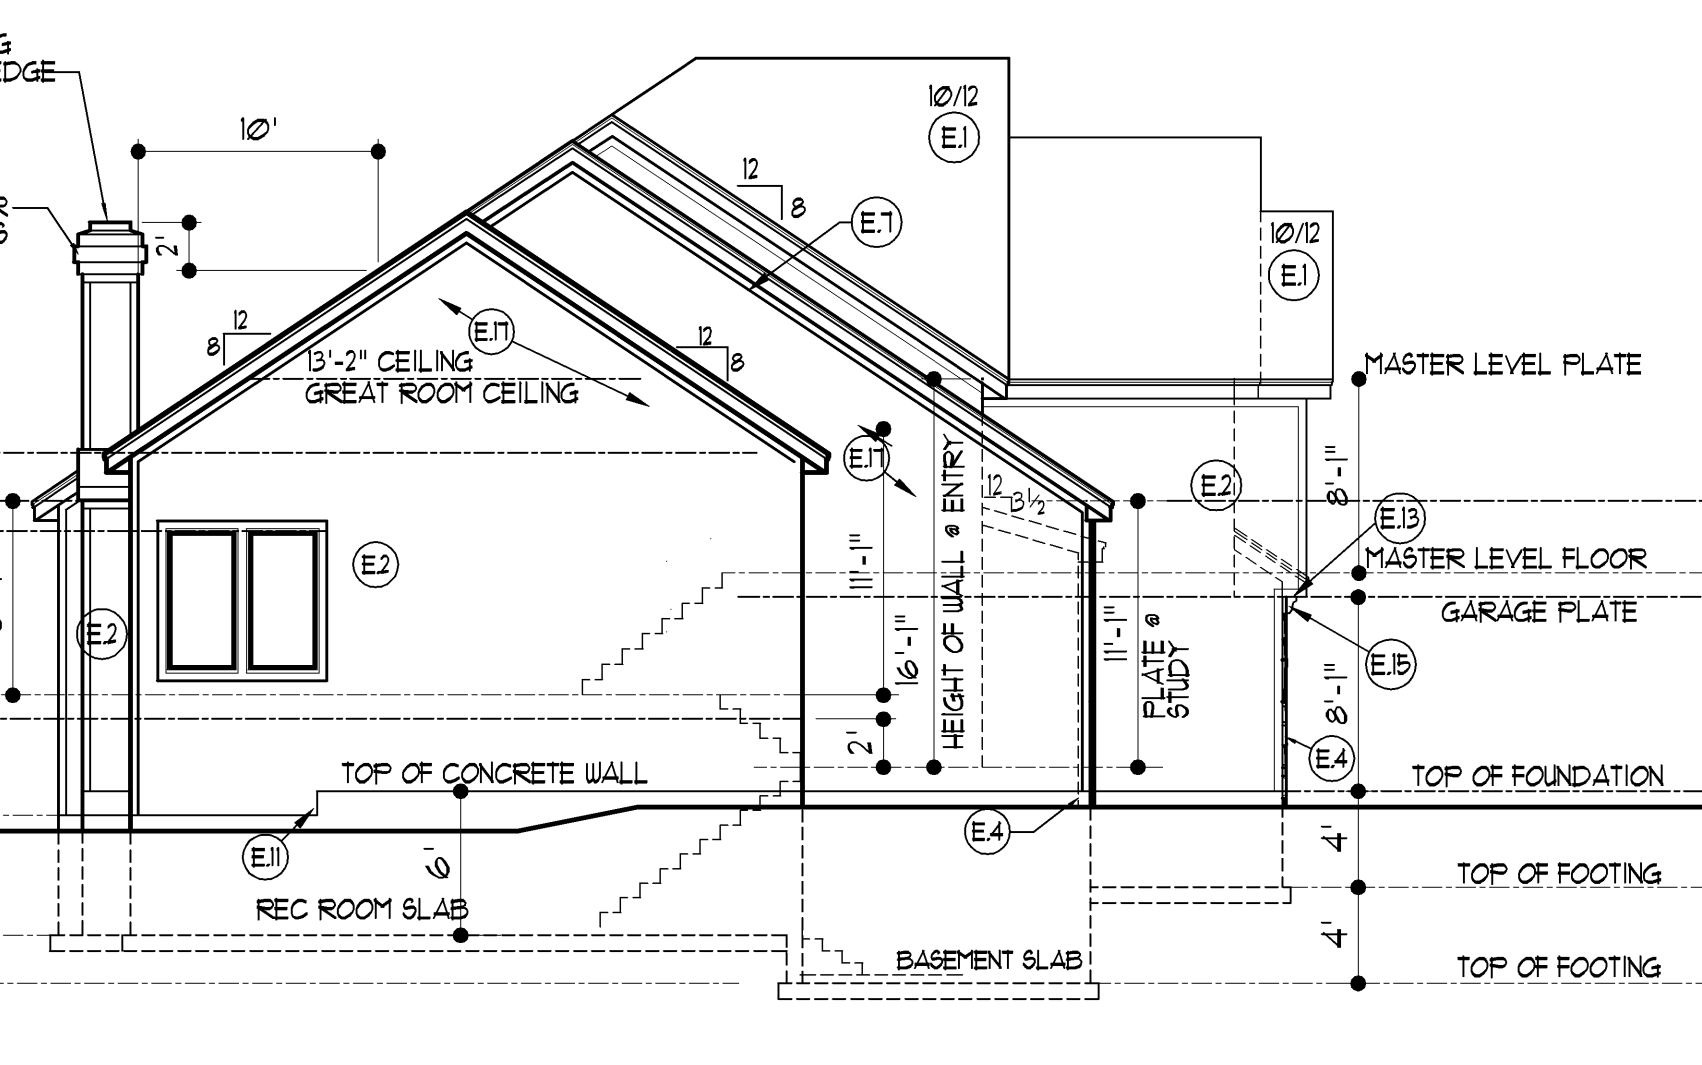 G
EDGE
10'
10/12
E.1
12
8
E.7
%
S
2'
10/12
E.1
12
8
E.17
12
8
13'-2" CEILING
GREAT ROOM CEILING
MASTER LEVEL PLATE
E.17
HEIGHT OF WALL @ ENTRY
12
3½
E.2
8'-1"
E.13
E.2
11'-1"
MASTER LEVEL FLOOR
GARAGE PLATE
E.2
16'-1"
11'-1"
PLATE @
STUDY
E.15
8'-1"
2'
E.4
TOP OF CONCRETE WALL
TOP OF FOUNDATION
E.11
6'
E.4
4'
TOP OF FOOTING
REC ROOM SLAB
4'
BASEMENT SLAB
TOP OF FOOTING